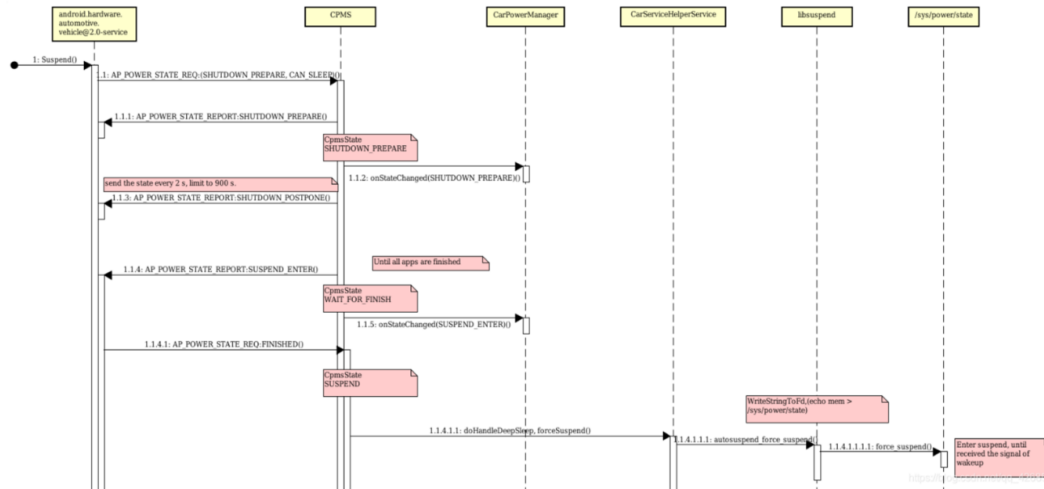 android.hardware.
automotive.
vehicle@2.0-service
CPMS
CarPowerManager
CarServiceHelperService
libsuspend
/sys/power/state
1: Suspend()
1.1: AP_POWER_STATE_REQ:(SHUTDOWN_PREPARE, CAN_SLEEP)()
1.1.1: AP_POWER_STATE_REPORT:SHUTDOWN_PREPARE()
CpmsState
SHUTDOWN_PREPARE
1.1.2: onStateChanged(SHUTDOWN_PREPARE)()
send the state every 2 s, limit to 900 s.
1.1.3: AP_POWER_STATE_REPORT:SHUTDOWN_POSTPONE()
Until all apps are finished
1.1.4: AP_POWER_STATE_REPORT:SUSPEND_ENTER()
CpmsState
WAIT_FOR_FINISH
1.1.5: onStateChanged(SUSPEND_ENTER)()
1.1.4.1: AP_POWER_STATE_REQ:FINISHED()
CpmsState
SUSPEND
WriteStringToFd,(echo mem >
/sys/power/state)
1.1.4.1.1: doHandleDeepSleep, forceSuspend()
1.1.4.1.1.1: autosuspend_force_suspend()
1.1.4.1.1.1.1: force_suspend()
Enter suspend, until
received the signal of
wakeup